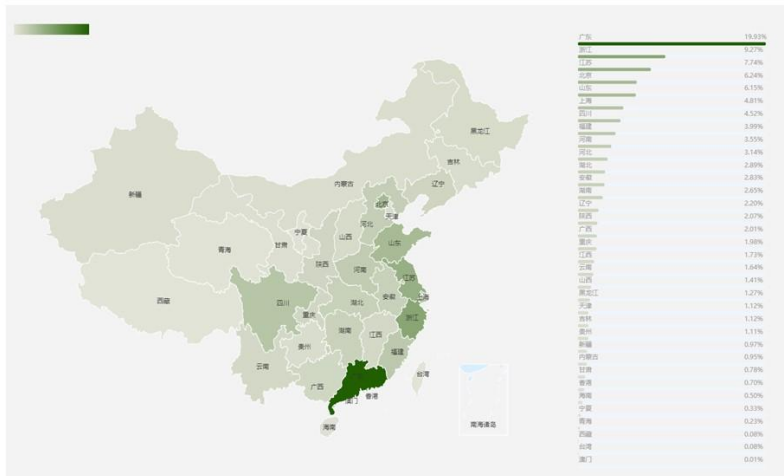 黑龙江
吉林
辽宁
内蒙古
新疆
北京
天津
河北
山西
宁夏
甘肃
青海
山东
陕西
河南
江苏
西藏
四川
湖北
安徽
上海
重庆
浙江
湖南
江西
贵州
福建
云南
广西
台湾
香港
澳门
海南
南海诸岛
广东 19.93%
浙江 9.27%
江苏 7.74%
北京 6.24%
山东 6.15%
上海 4.81%
四川 4.52%
福建 3.99%
河南 3.55%
河北 3.14%
湖北 2.89%
安徽 2.83%
湖南 2.65%
辽宁 2.20%
陕西 2.07%
广西 2.01%
重庆 1.98%
江西 1.73%
云南 1.64%
山西 1.41%
黑龙江 1.27%
天津 1.12%
吉林 1.12%
贵州 1.11%
新疆 0.97%
内蒙古 0.95%
甘肃 0.78%
香港 0.70%
海南 0.50%
宁夏 0.33%
青海 0.23%
西藏 0.08%
台湾 0.08%
澳门 0.01%